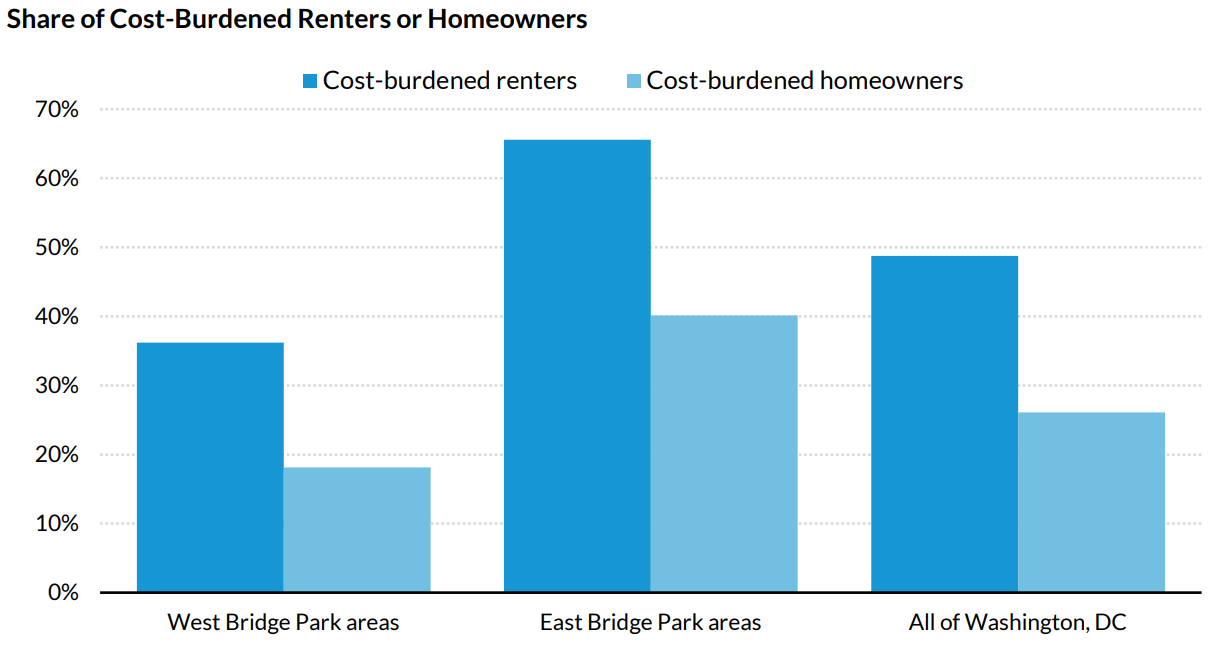 Share of Cost-Burdened Renters or Homeowners
Cost-burdened renters Cost-burdened homeowners
70%
60%
50%
40%
30%
20%
10%
0%
West Bridge Park areas East Bridge Park areas All of Washington, DC